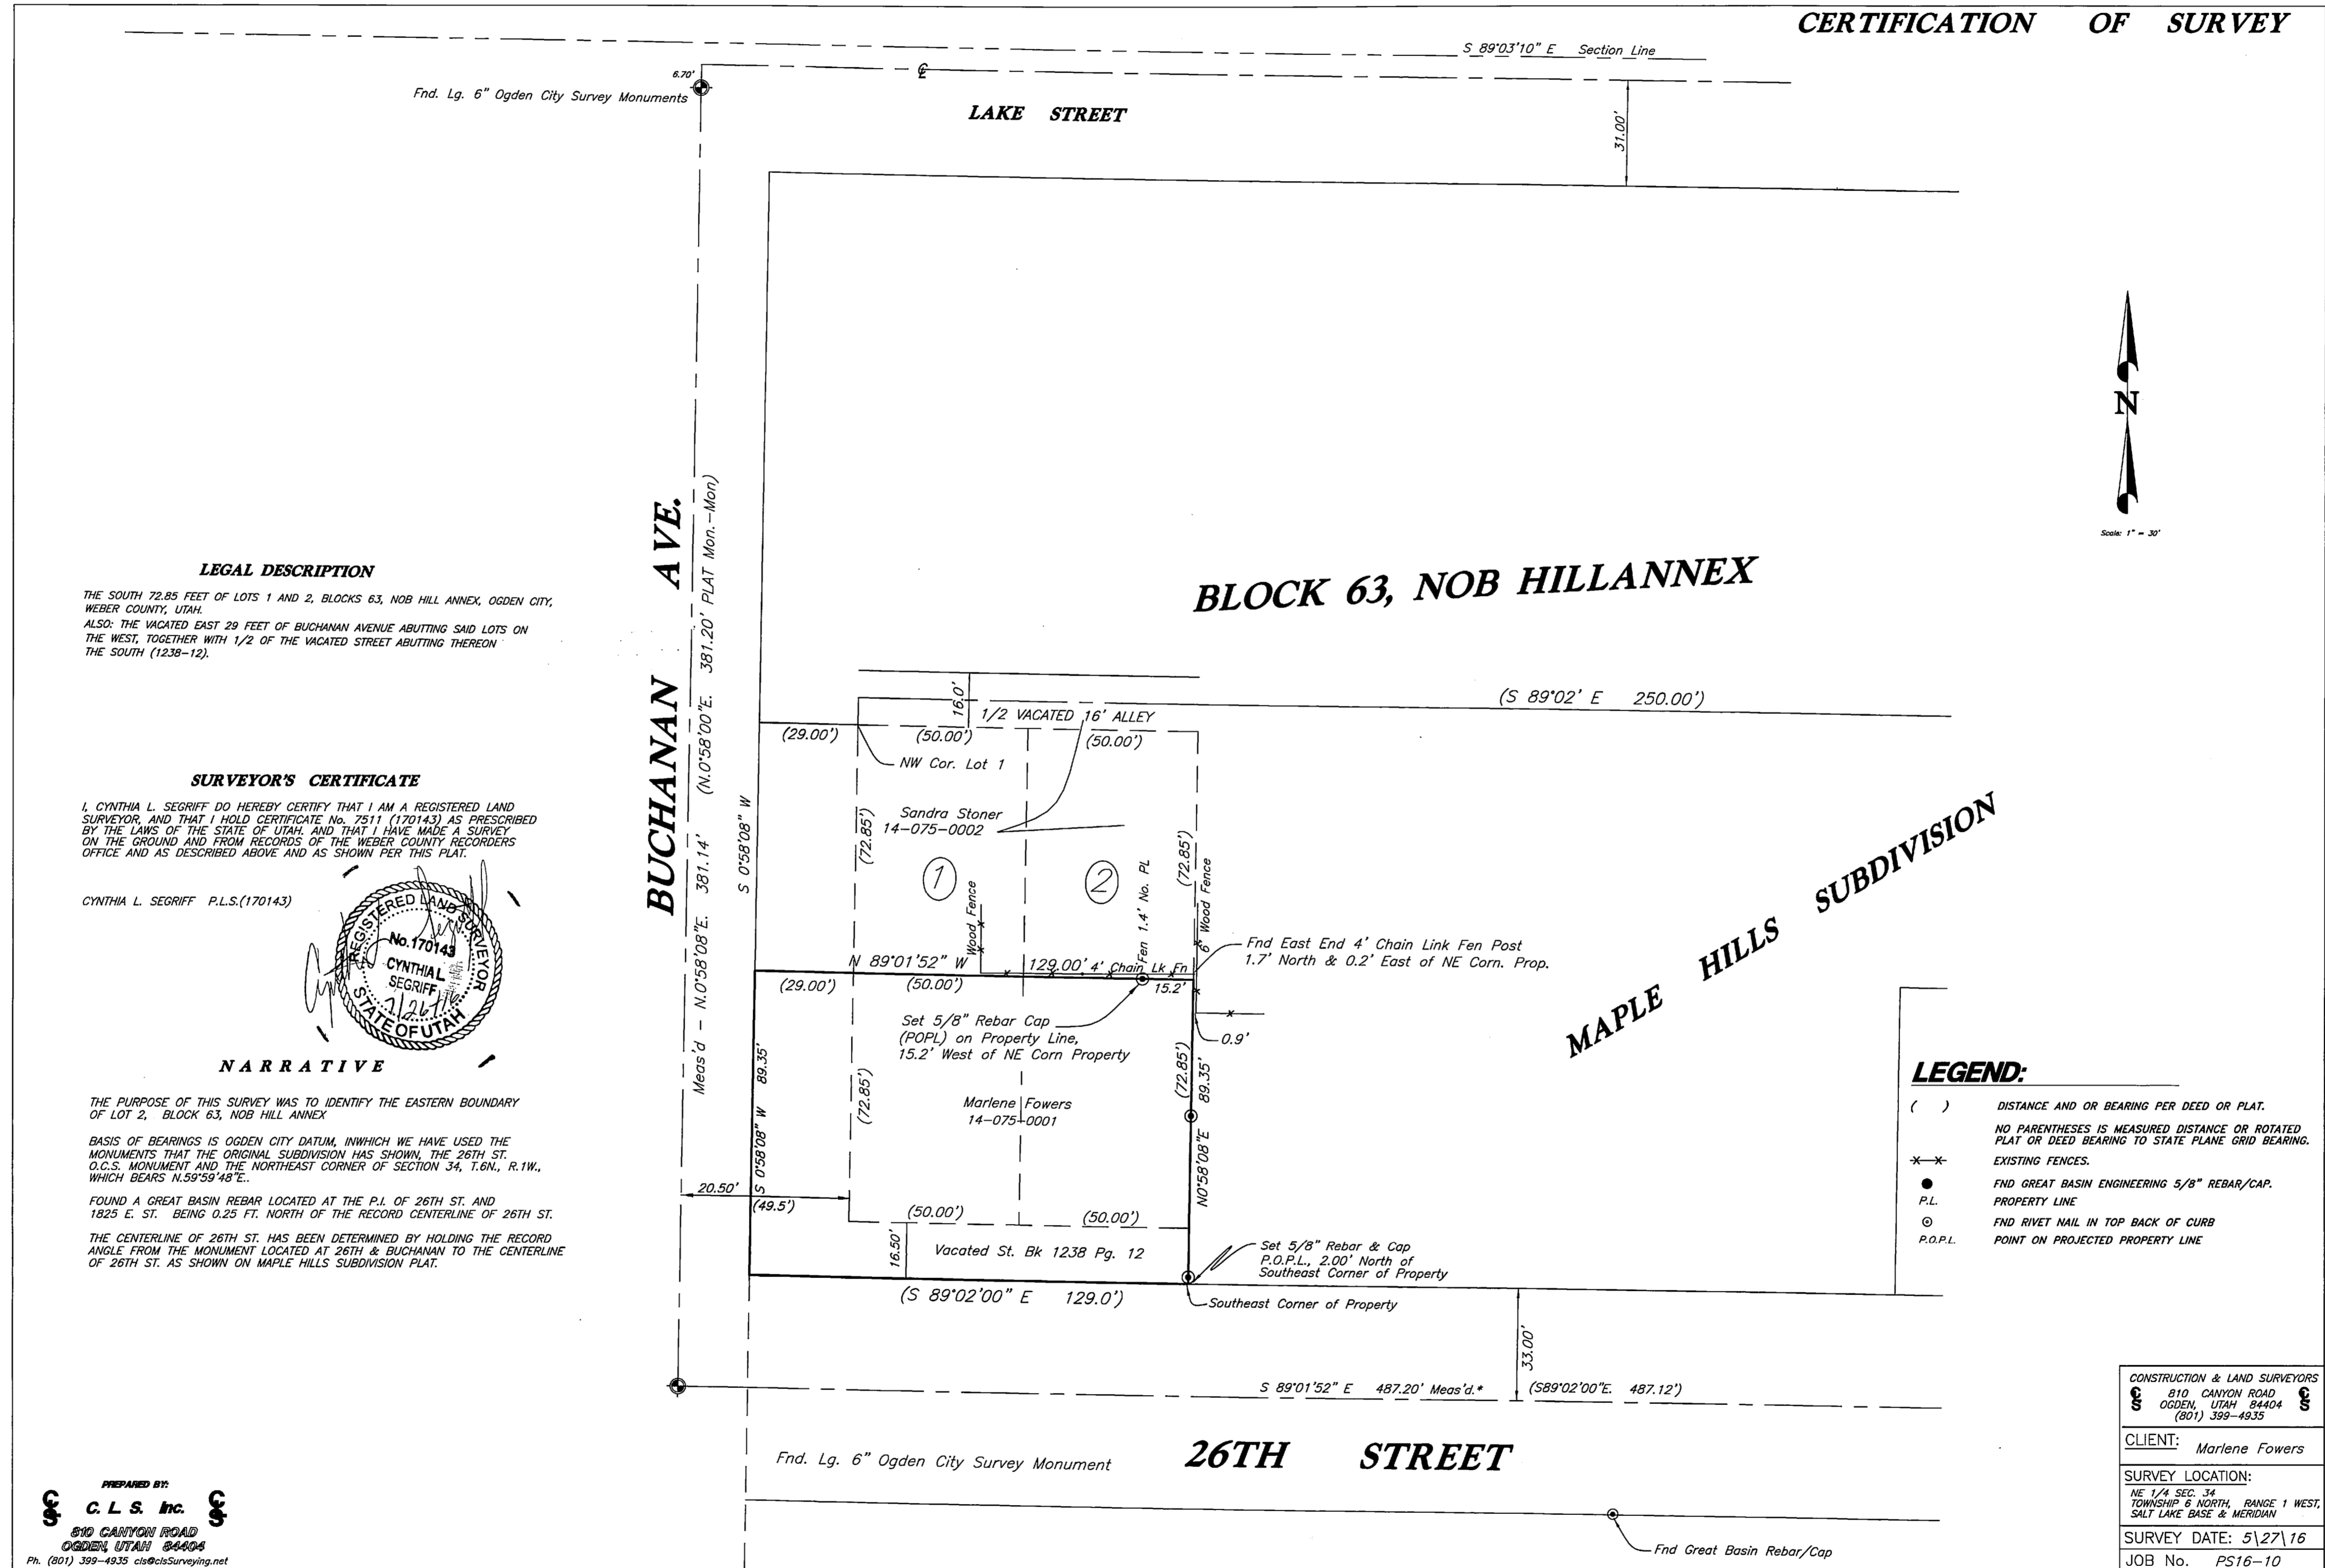 CERTIFICATION OF SURVEY
S 89°03'10" E Section Line
6.70'
Fnd. Lg. 6" Ogden City Survey Monuments
LAKE STREET
31.00'
N
Scale: 1" = 30'
BUCHANAN AVE.
Meas'd - N.0°58'08"E. 381.14' (N.0°58'00"E. 381.20' PLAT Mon.-Mon)
BLOCK 63, NOB HILLANNEX
LEGAL DESCRIPTION
THE SOUTH 72.85 FEET OF LOTS 1 AND 2, BLOCKS 63, NOB HILL ANNEX, OGDEN CITY,
WEBER COUNTY, UTAH.
ALSO: THE VACATED EAST 29 FEET OF BUCHANAN AVENUE ABUTTING SAID LOTS ON
THE WEST, TOGETHER WITH 1/2 OF THE VACATED STREET ABUTTING THEREON
THE SOUTH (1238-12).
SURVEYOR'S CERTIFICATE
I, CYNTHIA L. SEGRIFF DO HEREBY CERTIFY THAT I AM A REGISTERED LAND
SURVEYOR, AND THAT I HOLD CERTIFICATE No. 7511 (170143) AS PRESCRIBED
BY THE LAWS OF THE STATE OF UTAH. AND THAT I HAVE MADE A SURVEY
ON THE GROUND AND FROM RECORDS OF THE WEBER COUNTY RECORDERS
OFFICE AND AS DESCRIBED ABOVE AND AS SHOWN PER THIS PLAT.
CYNTHIA L. SEGRIFF P.L.S.(170143)
REGISTERED LAND SURVEYOR
No.170143
CYNTHIA L
SEGRIFF
STATE OF UTAH
NARRATIVE
THE PURPOSE OF THIS SURVEY WAS TO IDENTIFY THE EASTERN BOUNDARY
OF LOT 2, BLOCK 63, NOB HILL ANNEX
BASIS OF BEARINGS IS OGDEN CITY DATUM, INWHICH WE HAVE USED THE
MONUMENTS THAT THE ORIGINAL SUBDIVISION HAS SHOWN, THE 26TH ST.
O.C.S. MONUMENT AND THE NORTHEAST CORNER OF SECTION 34, T.6N., R.1W.,
WHICH BEARS N.59°59'48"E..
FOUND A GREAT BASIN REBAR LOCATED AT THE P.I. OF 26TH ST. AND
1825 E. ST. BEING 0.25 FT. NORTH OF THE RECORD CENTERLINE OF 26TH ST.
THE CENTERLINE OF 26TH ST. HAS BEEN DETERMINED BY HOLDING THE RECORD
ANGLE FROM THE MONUMENT LOCATED AT 26TH & BUCHANAN TO THE CENTERLINE
OF 26TH ST. AS SHOWN ON MAPLE HILLS SUBDIVISION PLAT.
16.0'
1/2 VACATED 16' ALLEY
(S 89°02' E 250.00')
(29.00')
(50.00')
(50.00')
NW Cor. Lot 1
S 0°58'08" W
Sandra Stoner
14-075-0002
(72.85')
(72.85')
1
2
Wood Fence
Fen 1.4' No. PL
6' Wood Fence
Fnd East End 4' Chain Link Fen Post
1.7' North & 0.2' East of NE Corn. Prop.
N 89°01'52" W 129.00' 4' Chain Lk Fn
(29.00')
(50.00')
15.2'
Set 5/8" Rebar Cap
(POPL) on Property Line,
15.2' West of NE Corn Property
0.9'
S 0°58'08" W 89.35'
(72.85')
Marlene Fowers
14-075-0001
(72.85')
N0°58'08"E 89.35'
20.50'
(49.5')
(50.00')
(50.00')
16.50'
Vacated St. Bk 1238 Pg. 12
Set 5/8" Rebar & Cap
P.O.P.L., 2.00' North of
Southeast Corner of Property
(S 89°02'00" E 129.0')
Southeast Corner of Property
MAPLE HILLS SUBDIVISION
33.00'
S 89°01'52" E 487.20' Meas'd.* (S89°02'00"E. 487.12')
Fnd. Lg. 6" Ogden City Survey Monument
26TH STREET
Fnd Great Basin Rebar/Cap
LEGEND:
( ) DISTANCE AND OR BEARING PER DEED OR PLAT.
NO PARENTHESES IS MEASURED DISTANCE OR ROTATED
PLAT OR DEED BEARING TO STATE PLANE GRID BEARING.
EXISTING FENCES.
FND GREAT BASIN ENGINEERING 5/8" REBAR/CAP.
P.L. PROPERTY LINE
FND RIVET NAIL IN TOP BACK OF CURB
P.O.P.L. POINT ON PROJECTED PROPERTY LINE
PREPARED BY:
C. L. S. Inc.
810 CANYON ROAD
OGDEN, UTAH 84404
Ph. (801) 399-4935 cls@clsSurveying.net
CONSTRUCTION & LAND SURVEYORS
810 CANYON ROAD
OGDEN, UTAH 84404
(801) 399-4935
CLIENT: Marlene Fowers
SURVEY LOCATION:
NE 1/4 SEC. 34
TOWNSHIP 6 NORTH, RANGE 1 WEST,
SALT LAKE BASE & MERIDIAN
SURVEY DATE: 5\27\16
JOB No. PS16-10